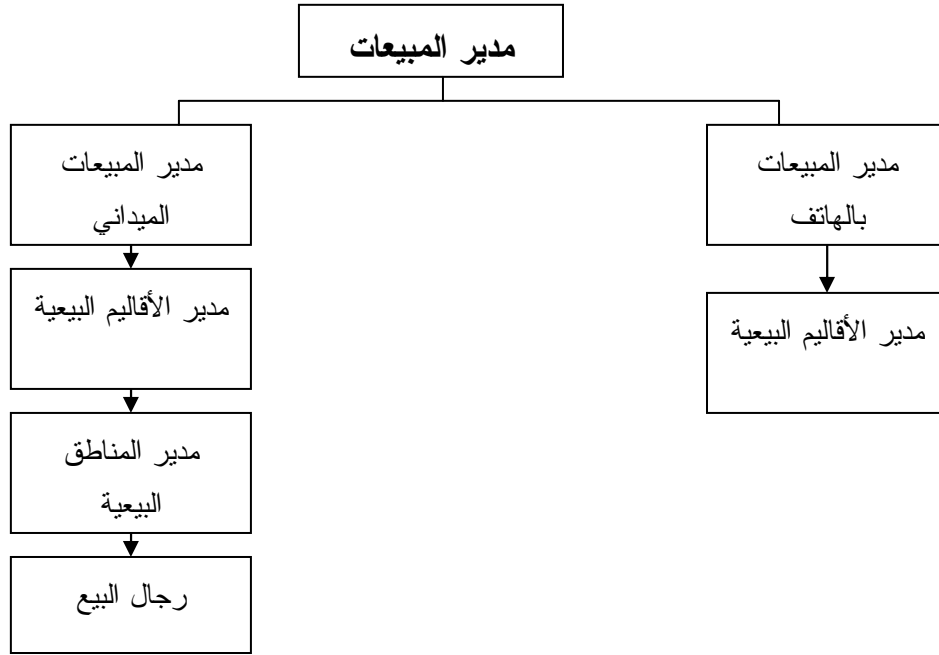 مدير المبيعات
مدير المبيعات
بالهاتف
مدير الأقاليم البيعية
مدير المبيعات
الميداني
مدير الأقاليم البيعية
مدير المناطق
البيعية
رجال البيع